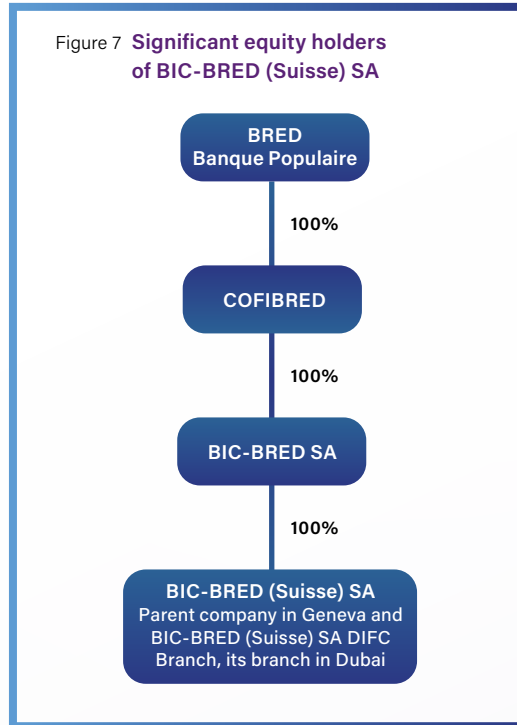 Figure 7 Significant equity holders
of BIC-BRED (Suisse) SA
BRED
Banque Populaire
100%
COFIBRED
100%
BIC-BRED SA
100%
BIC-BRED (Suisse) SA
Parent company in Geneva and
BIC-BRED (Suisse) SA DIFC
Branch, its branch in Dubai